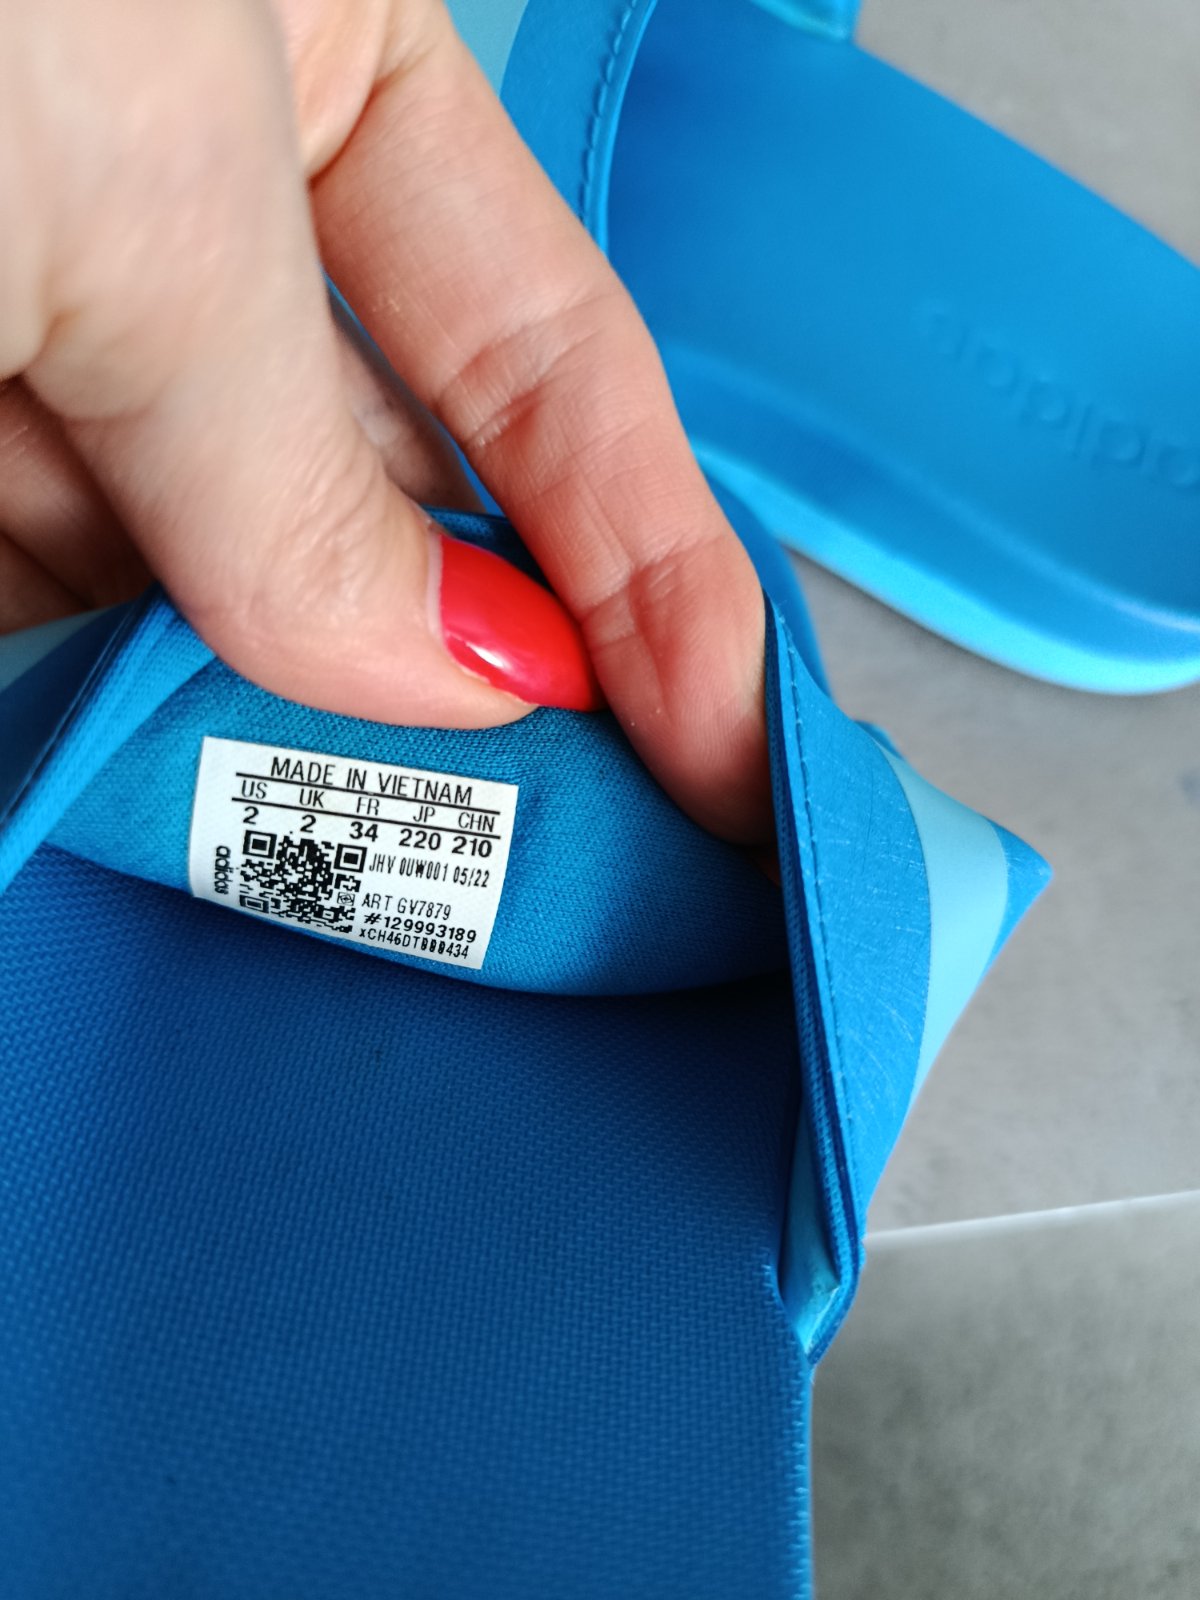 adidas
MADE IN VIETNAM
US UK FR JP CHN
2 2 34 220 210
JHV 0UW001 05/22
adidas
ART GV7879
#129993189